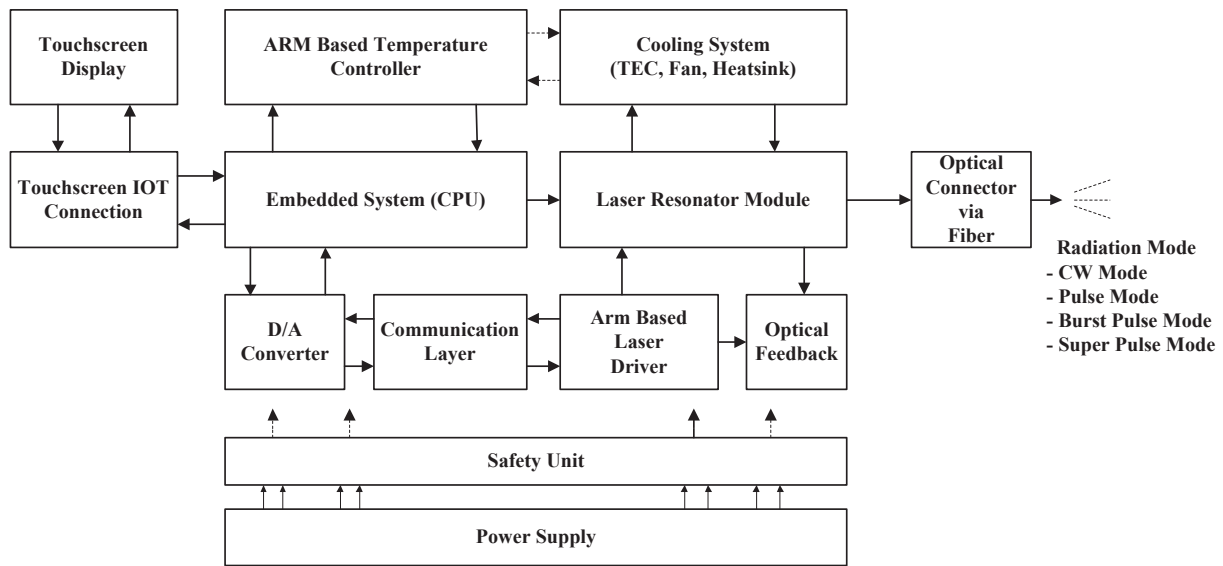 Touchscreen
Display
ARM Based Temperature
Controller
Cooling System
(TEC, Fan, Heatsink)
Touchscreen IOT
Connection
Embedded System (CPU)
Laser Resonator Module
Optical
Connector
via
Fiber
Radiation Mode
- CW Mode
- Pulse Mode
- Burst Pulse Mode
- Super Pulse Mode
D/A
Converter
Communication
Layer
Arm Based
Laser
Driver
Optical
Feedback
Safety Unit
Power Supply